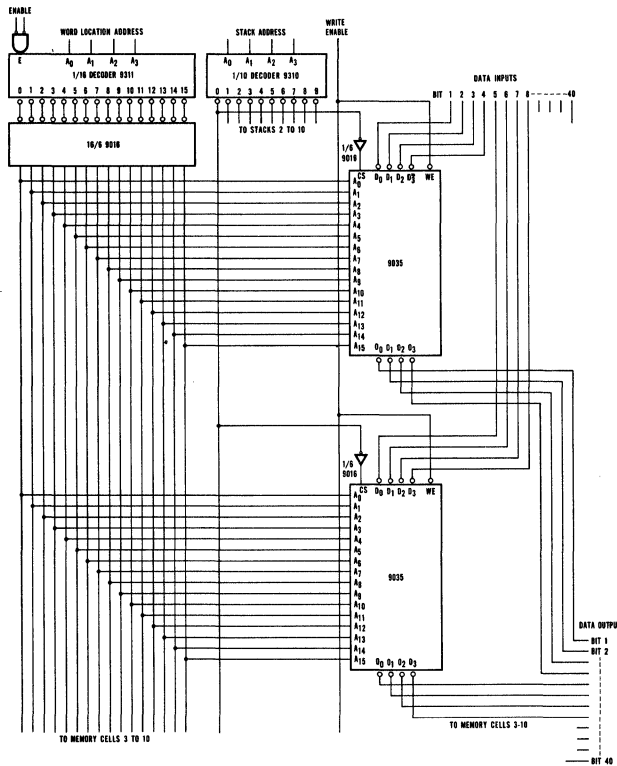 ENABLE
WORD LOCATION ADDRESS
STACK ADDRESS
WRITE
ENABLE
E A0 A1 A2 A3
1/16 DECODER 9311
0 1 2 3 4 5 6 7 8 9 10 11 12 13 14 15
A0 A1 A2 A3
1/10 DECODER 9310
0 1 2 3 4 5 6 7 8 9
DATA INPUTS
BIT 1 2 3 4 5 6 7 8 40
16/6 9016
TO STACKS 2 TO 10
1/6
9016
CS D0 D1 D2 D3 WE
A0
A1
A2
A3
A4
A5
A6
A7
A8
A9
A10
A11
A12
A13
A14
A15
9035
O0 O1 O2 O3
1/6
9016
CS D0 D1 D2 D3 WE
A0
A1
A2
A3
A4
A5
A6
A7
A8
A9
A10
A11
A12
A13
A14
A15
9035
O0 O1 O2 O3
DATA OUTPUT
BIT 1
BIT 2
TO MEMORY CELLS 3-10
TO MEMORY CELLS 3 TO 10
BIT 40